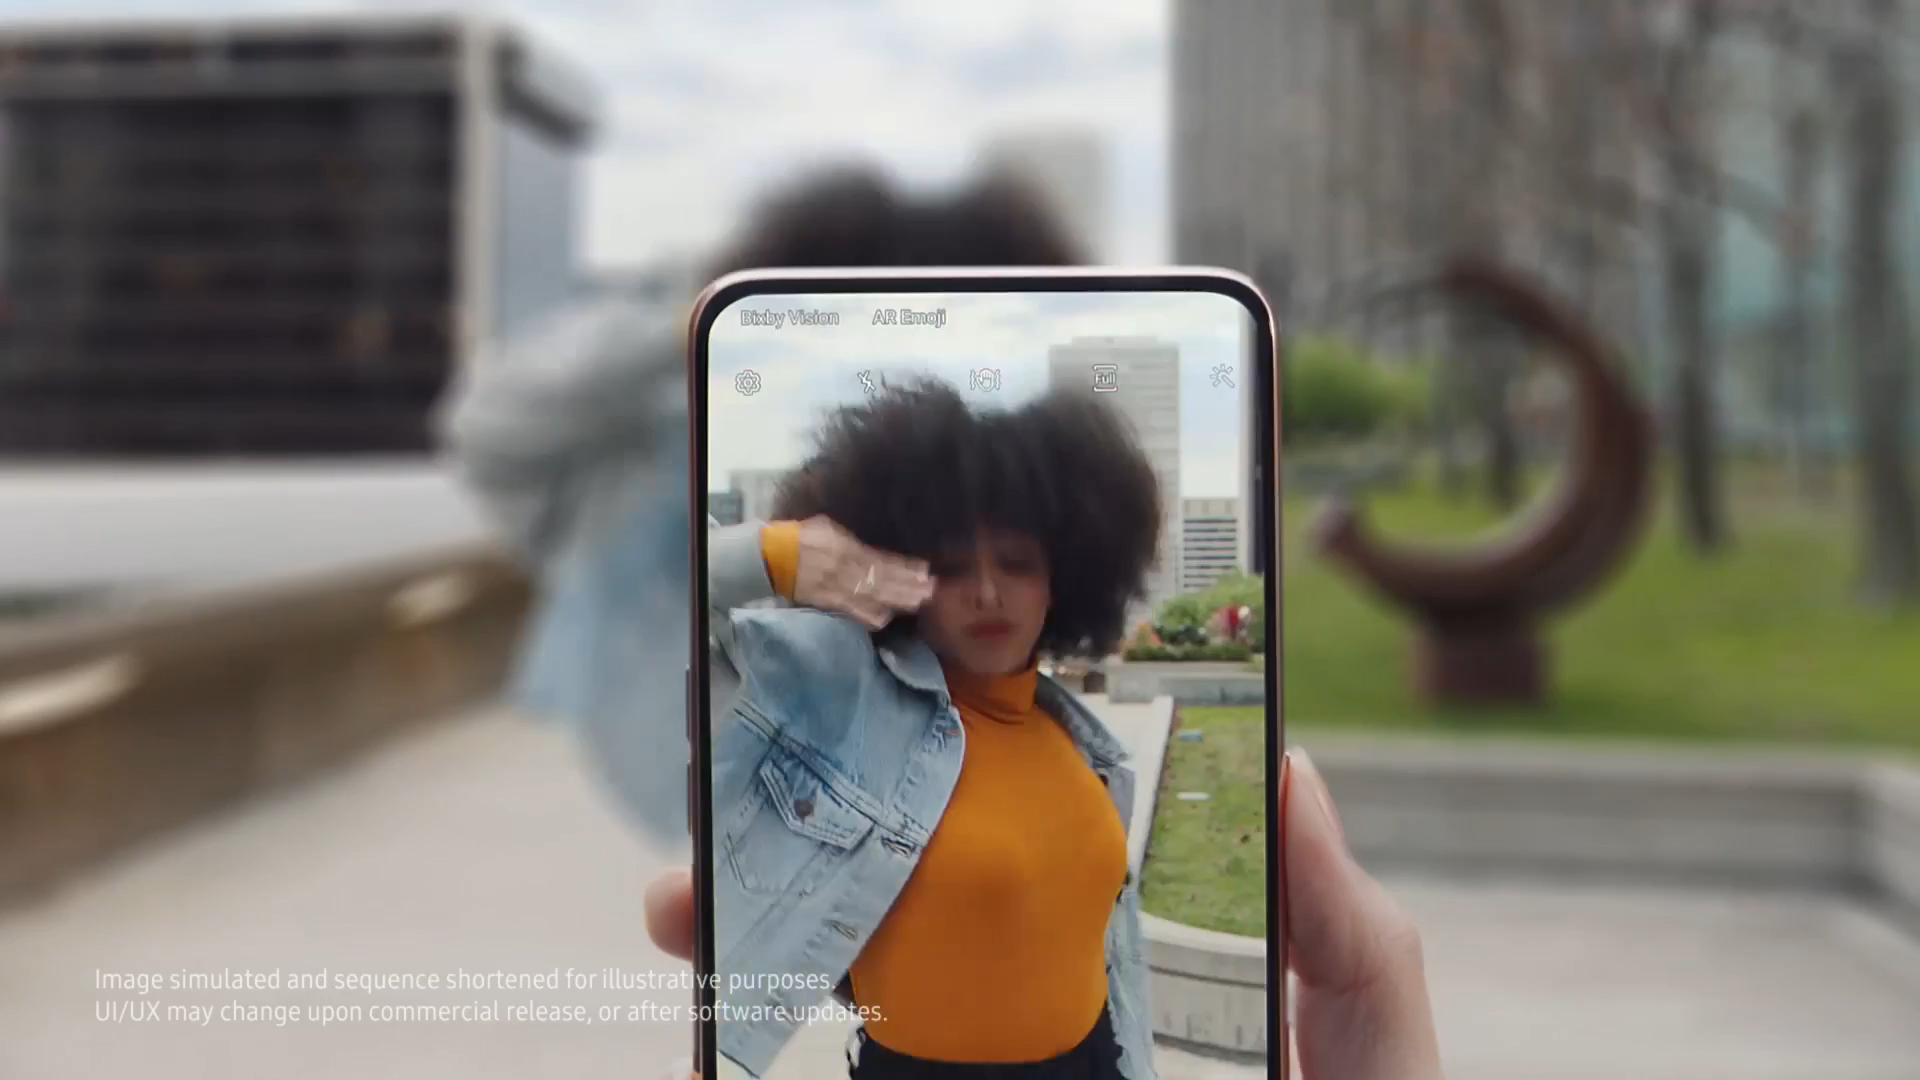 Bixby Vision AR Emoji
Full
Image simulated and sequence shortened for illustrative purposes.
UI/UX may change upon commercial release, or after software updates.